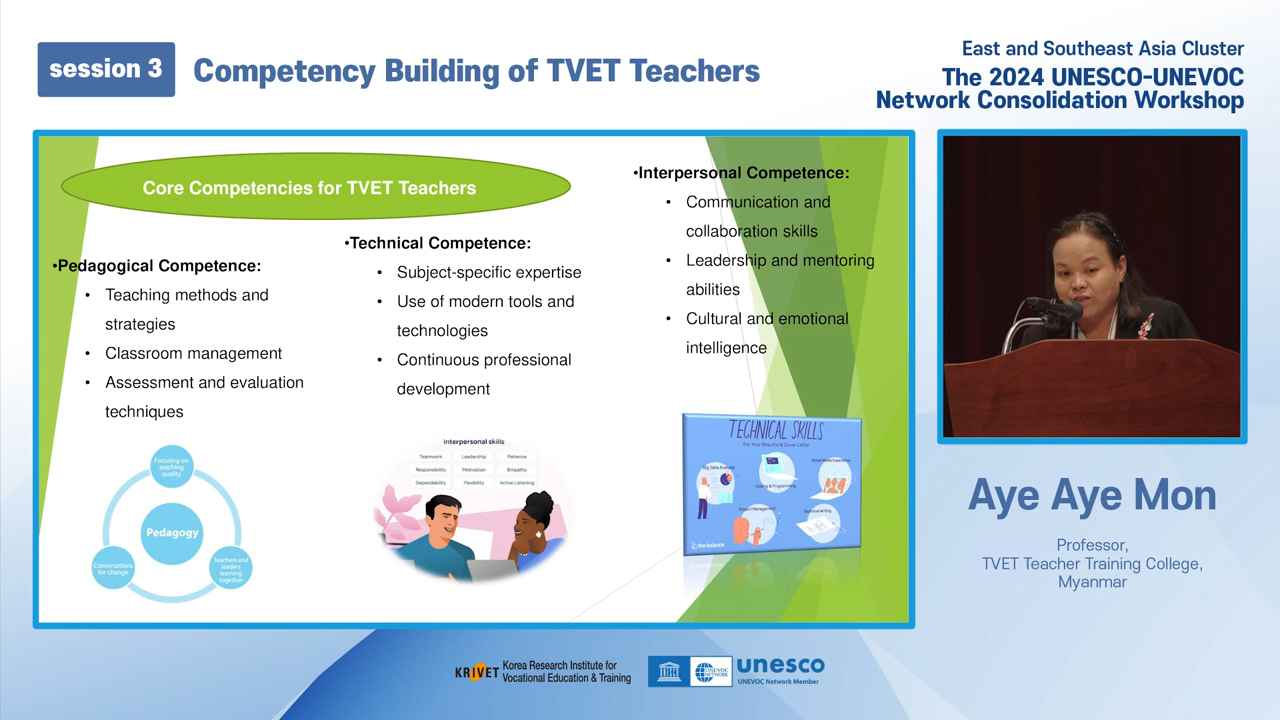 session 3
Competency Building of TVET Teachers
East and Southeast Asia Cluster
The 2024 UNESCO-UNEVOC
Network Consolidation Workshop
Core Competencies for TVET Teachers
•Pedagogical Competence:
• Teaching methods and
strategies
• Classroom management
• Assessment and evaluation
techniques
•Technical Competence:
• Subject-specific expertise
• Use of modern tools and
technologies
• Continuous professional
development
•Interpersonal Competence:
• Communication and
collaboration skills
• Leadership and mentoring
abilities
• Cultural and emotional
intelligence
Focusing on
teaching
quality
Pedagogy
Conversations
for change
Teachers and
leaders
learning
together
interpersonal skills
Teamwork Leadership Patience
Responsibility Motivation Empathy
Dependability Flexibility Active Listening
TECHNICAL SKILLS
For Your Resume & Cover Letter
Big Data Analysis
Coding & Programming
Social Media Experience
Project Management
Technical Writing
the balance
Aye Aye Mon
Professor,
TVET Teacher Training College,
Myanmar
KRIVET
Korea Research Institute for
Vocational Education & Training
UNEVOC
NETWORK
unesco
UNEVOC Network Member